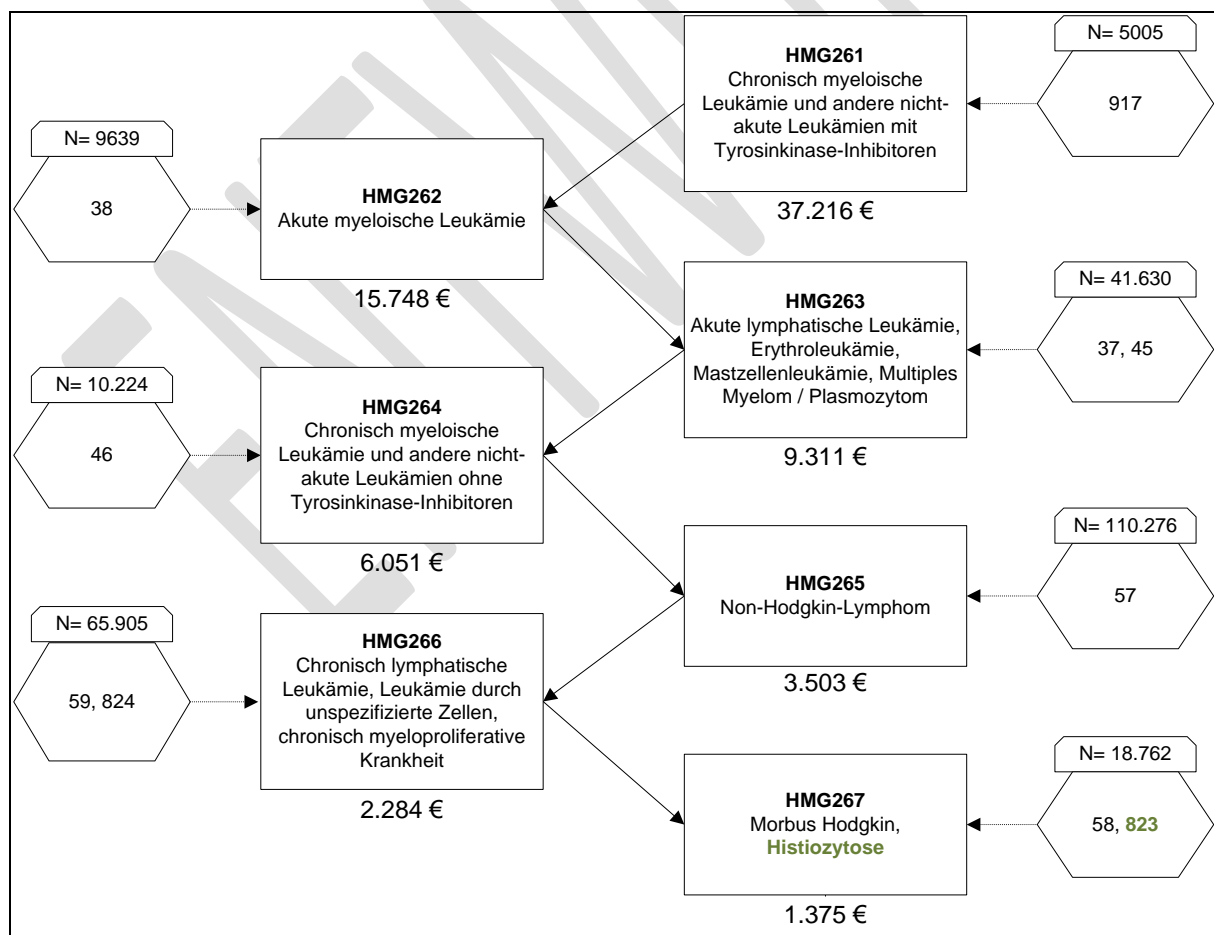 HMG261
Chronisch myeloische
Leukämie und andere nicht-
akute Leukämien mit
Tyrosinkinase-Inhibitoren
37.216 €
N= 5005
917
N= 9639
38
HMG262
Akute myeloische Leukämie
15.748 €
HMG263
Akute lymphatische Leukämie,
Erythroleukämie,
Mastzellenleukämie, Multiples
Myelom / Plasmozytom
9.311 €
N= 41.630
37, 45
N= 10.224
46
HMG264
Chronisch myeloische
Leukämie und andere nicht-
akute Leukämien ohne
Tyrosinkinase-Inhibitoren
6.051 €
HMG265
Non-Hodgkin-Lymphom
3.503 €
N= 110.276
57
N= 65.905
59, 824
HMG266
Chronisch lymphatische
Leukämie, Leukämie durch
unspezifizierte Zellen,
chronisch myeloproliferative
Krankheit
2.284 €
HMG267
Morbus Hodgkin,
Histiozytose
1.375 €
N= 18.762
58, 823